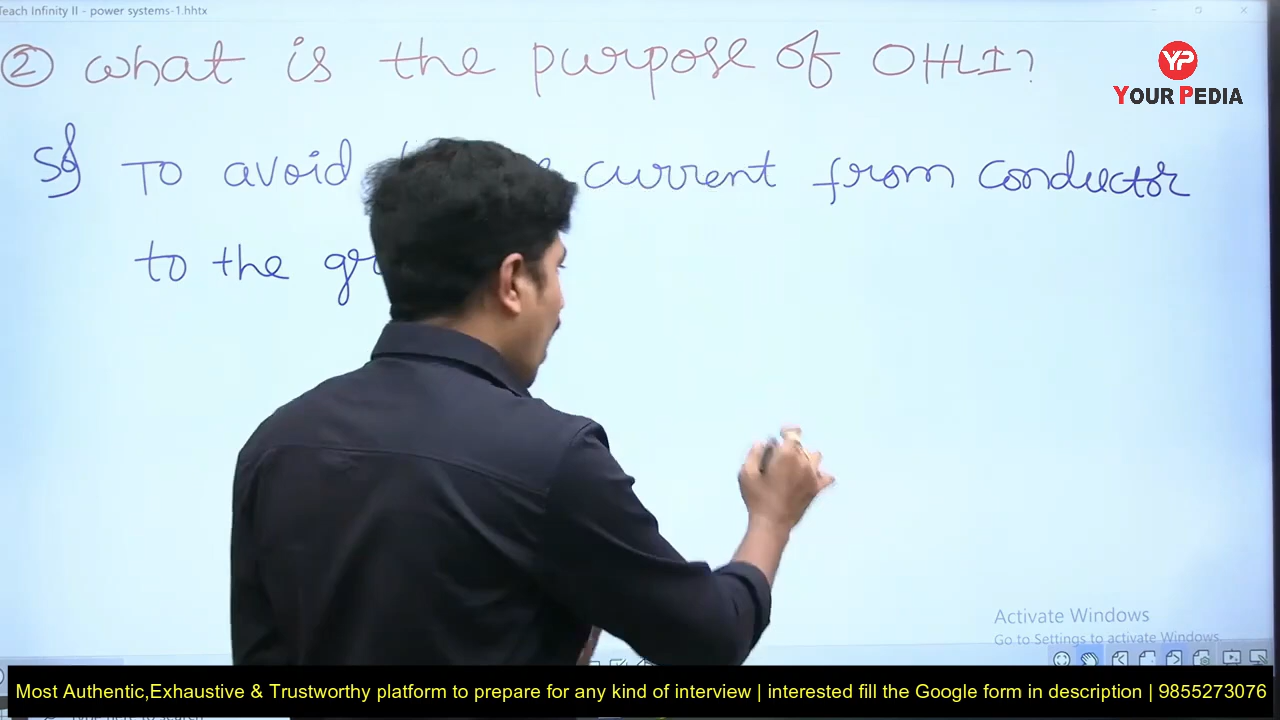 Teach Infinity II - power systems-1.hhtx
② what is the purpose of OHLI?
YP
YOUR PEDIA
Sol To avoid current from conductor
to the
Activate Windows
Go to Settings to activate Windows.
Most Authentic,Exhaustive & Trustworthy platform to prepare for any kind of interview | interested fill the Google form in description | 9855273076